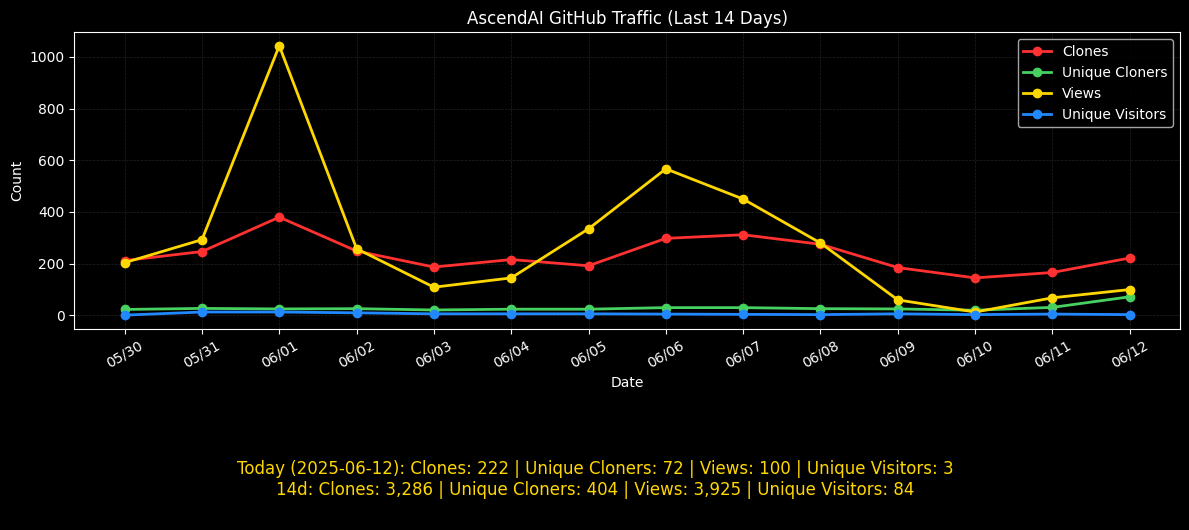 AscendAI GitHub Traffic (Last 14 Days)
Clones
Unique Cloners
Views
Unique Visitors
Count
1000
800
600
400
200
0
05/30 05/31 06/01 06/02 06/03 06/04 06/05 06/06 06/07 06/08 06/09 06/10 06/11 06/12
Date
Today (2025-06-12): Clones: 222 | Unique Cloners: 72 | Views: 100 | Unique Visitors: 3
14d: Clones: 3,286 | Unique Cloners: 404 | Views: 3,925 | Unique Visitors: 84